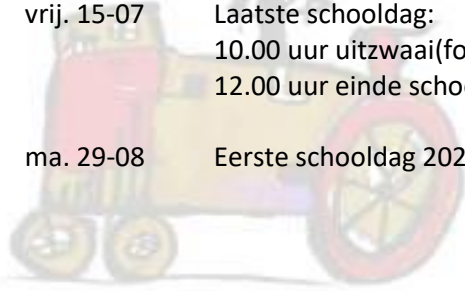 vrij. 15-07 Laatste schooldag:
10.00 uur uitzwaai(fo
12.00 uur einde schoo
ma. 29-08 Eerste schooldag 202